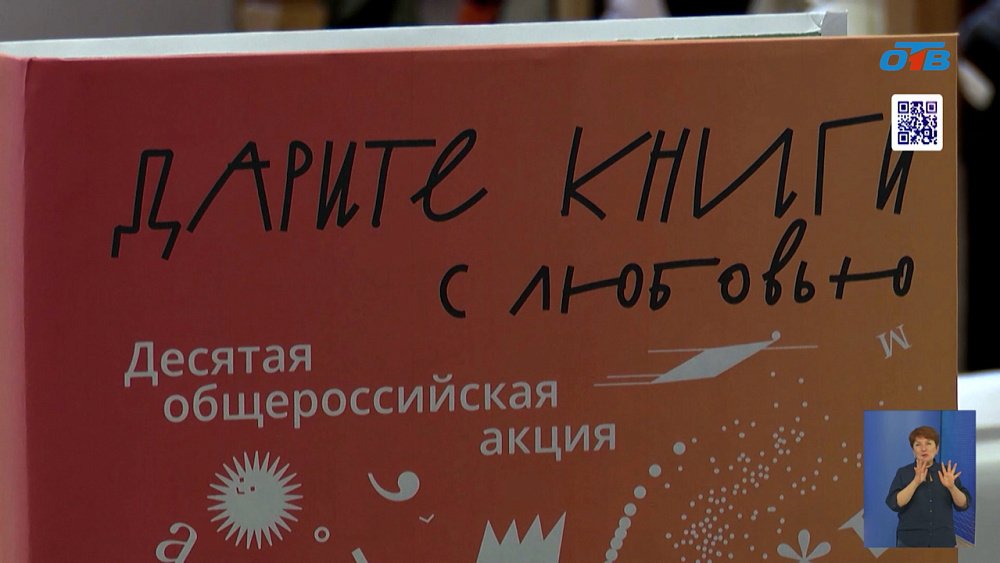 ОТВ
ДАРИТЕ КНИГИ
с любовью
Десятая
общероссийская
акция
м
а